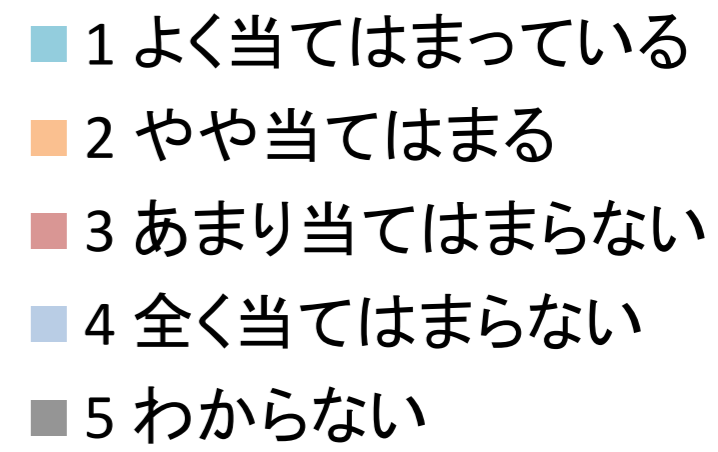 1 よく当てはまっている
2 やや当てはまる
3 あまり当てはまらない
4 全く当てはまらない
5 わからない